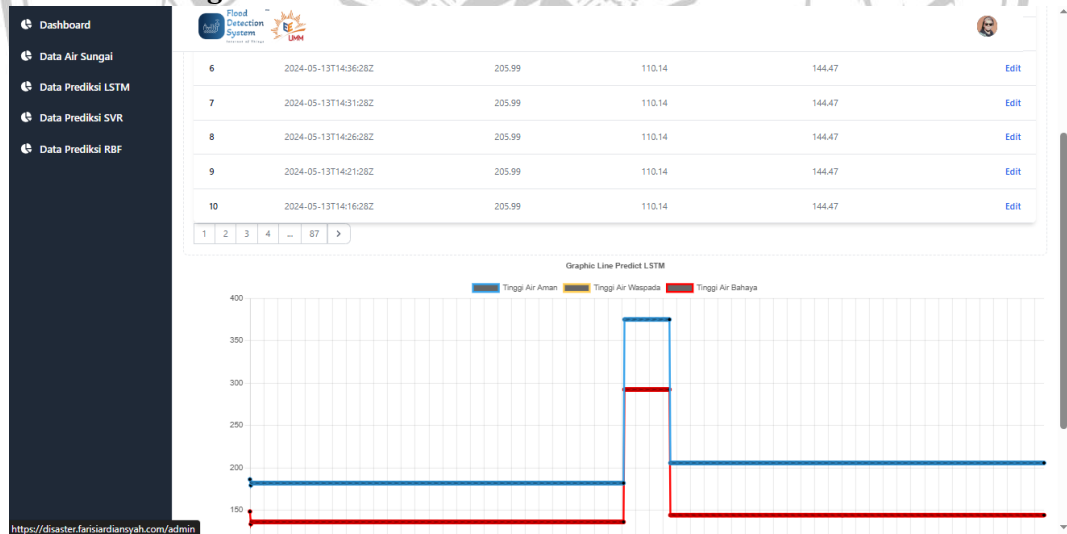 Dashboard
Data Air Sungai
Data Prediksi LSTM
Data Prediksi SVR
Data Prediksi RBF
Flood
Detection
System
UMM
6 2024-05-13T14:36:28Z 205.99 110.14 144.47 Edit
7 2024-05-13T14:31:28Z 205.99 110.14 144.47 Edit
8 2024-05-13T14:26:28Z 205.99 110.14 144.47 Edit
9 2024-05-13T14:21:28Z 205.99 110.14 144.47 Edit
10 2024-05-13T14:16:28Z 205.99 110.14 144.47 Edit
1 2 3 4 ... 87 >
Graphic Line Predict LSTM
Tinggi Air Aman Tinggi Air Waspada Tinggi Air Bahaya
400
350
300
250
200
150
https://disaster.farisiardiansyah.com/admin